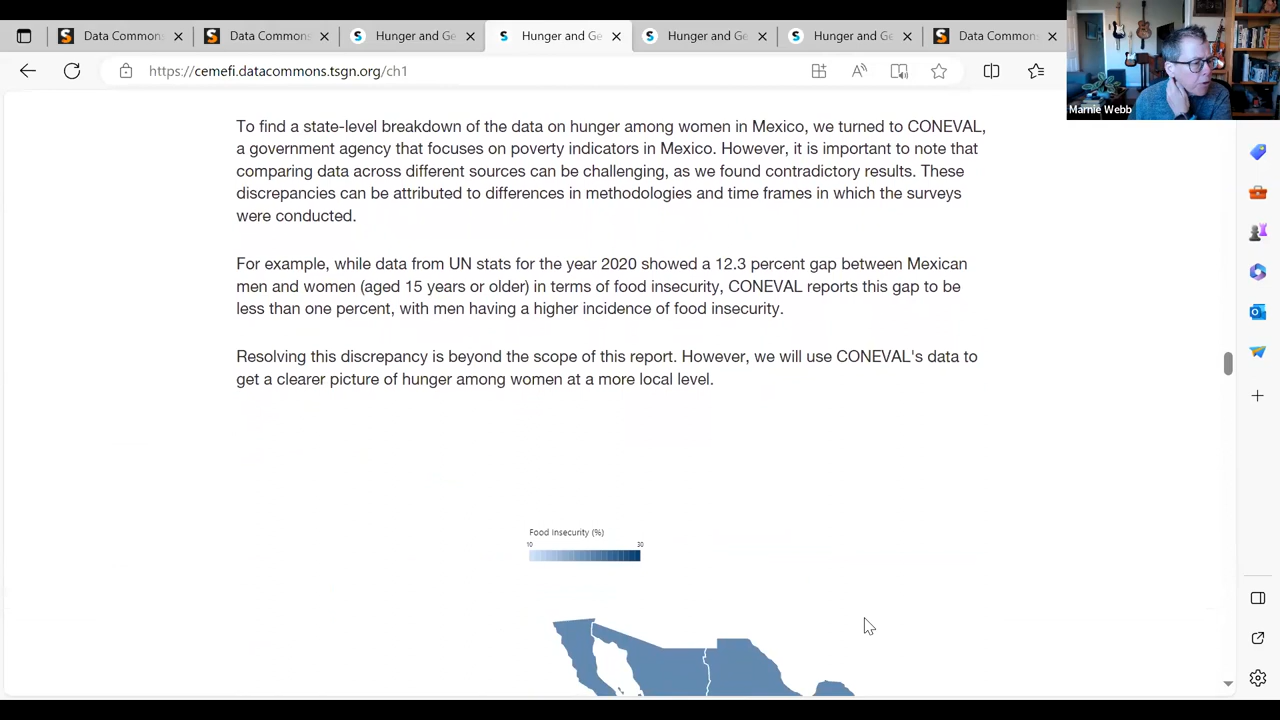 Data Commons
Data Commons
Hunger and Ge
Hunger and Ge
Hunger and Ge
Hunger and Ge
Data Commons
https://cemefi.datacommons.tsgn.org/ch1
Marnie Webb
To find a state-level breakdown of the data on hunger among women in Mexico, we turned to CONEVAL,
a government agency that focuses on poverty indicators in Mexico. However, it is important to note that
comparing data across different sources can be challenging, as we found contradictory results. These
discrepancies can be attributed to differences in methodologies and time frames in which the surveys
were conducted.
For example, while data from UN stats for the year 2020 showed a 12.3 percent gap between Mexican
men and women (aged 15 years or older) in terms of food insecurity, CONEVAL reports this gap to be
less than one percent, with men having a higher incidence of food insecurity.
Resolving this discrepancy is beyond the scope of this report. However, we will use CONEVAL's data to
get a clearer picture of hunger among women at a more local level.
Food Insecurity (%)
10 30